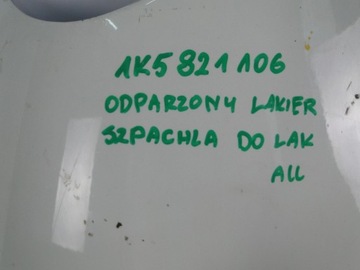 1K5 821 106
ODPARZONY LAKIER
SZPACHLA DO LAK
ALL